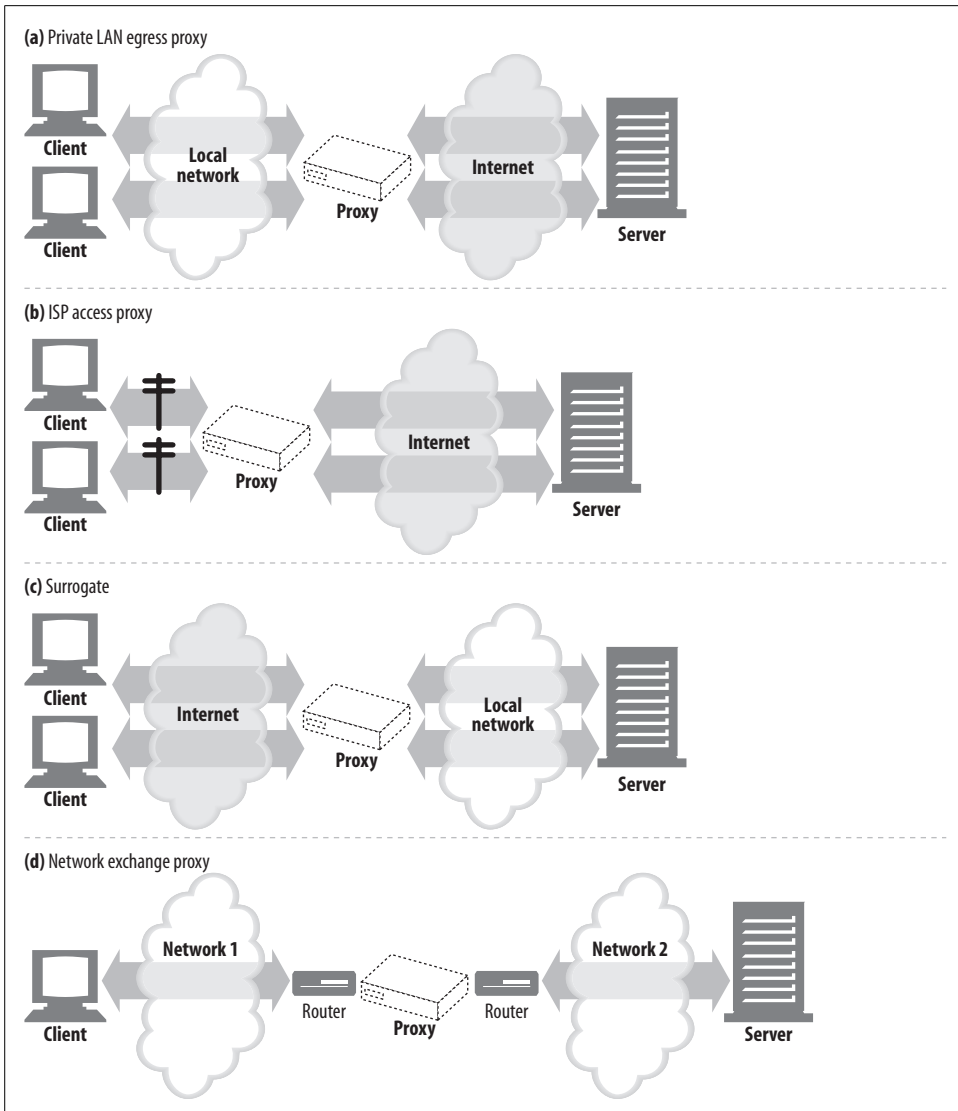 (a) Private LAN egress proxy
Client
Client
Local
network
Proxy
Internet
Server
(b) ISP access proxy
Client
Client
Proxy
Internet
Server
(c) Surrogate
Client
Client
Internet
Proxy
Local
network
Server
(d) Network exchange proxy
Client
Network 1
Router
Proxy
Router
Network 2
Server